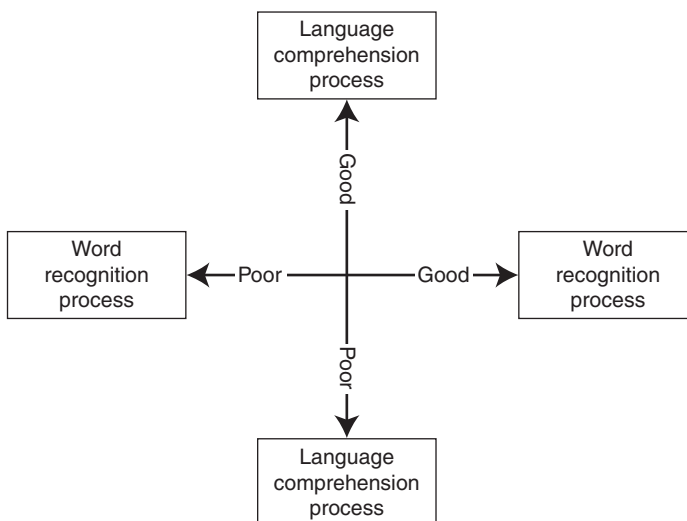 Language
comprehension
process
Good
Word
recognition
process
Poor
Good
Word
recognition
process
Poor
Language
comprehension
process